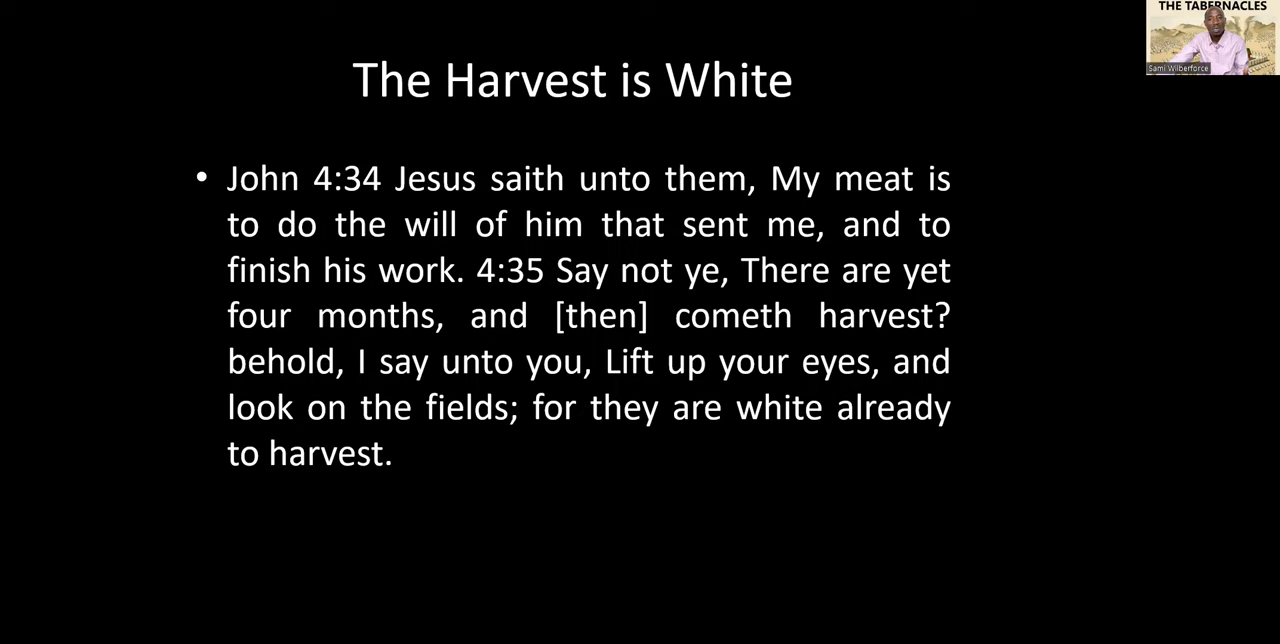 THE TABERNACLES
Sami Wilberforce
The Harvest is White
• John 4:34 Jesus saith unto them, My meat is
to do the will of him that sent me, and to
finish his work. 4:35 Say not ye, There are yet
four months, and [then] cometh harvest?
behold, I say unto you, Lift up your eyes, and
look on the fields; for they are white already
to harvest.